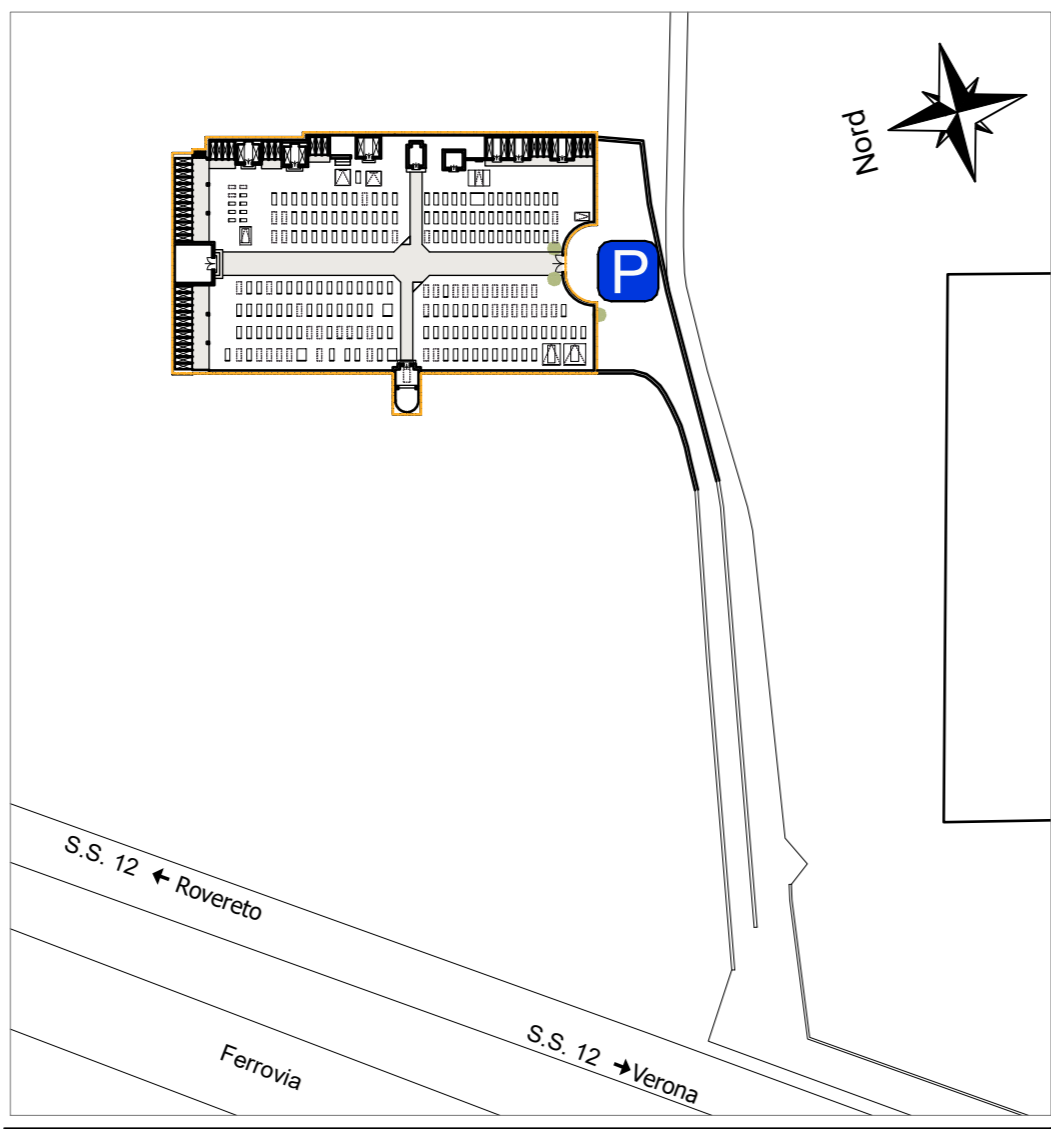 Nord
P
S.S. 12 ← Rovereto
S.S. 12 → Verona
Ferrovia